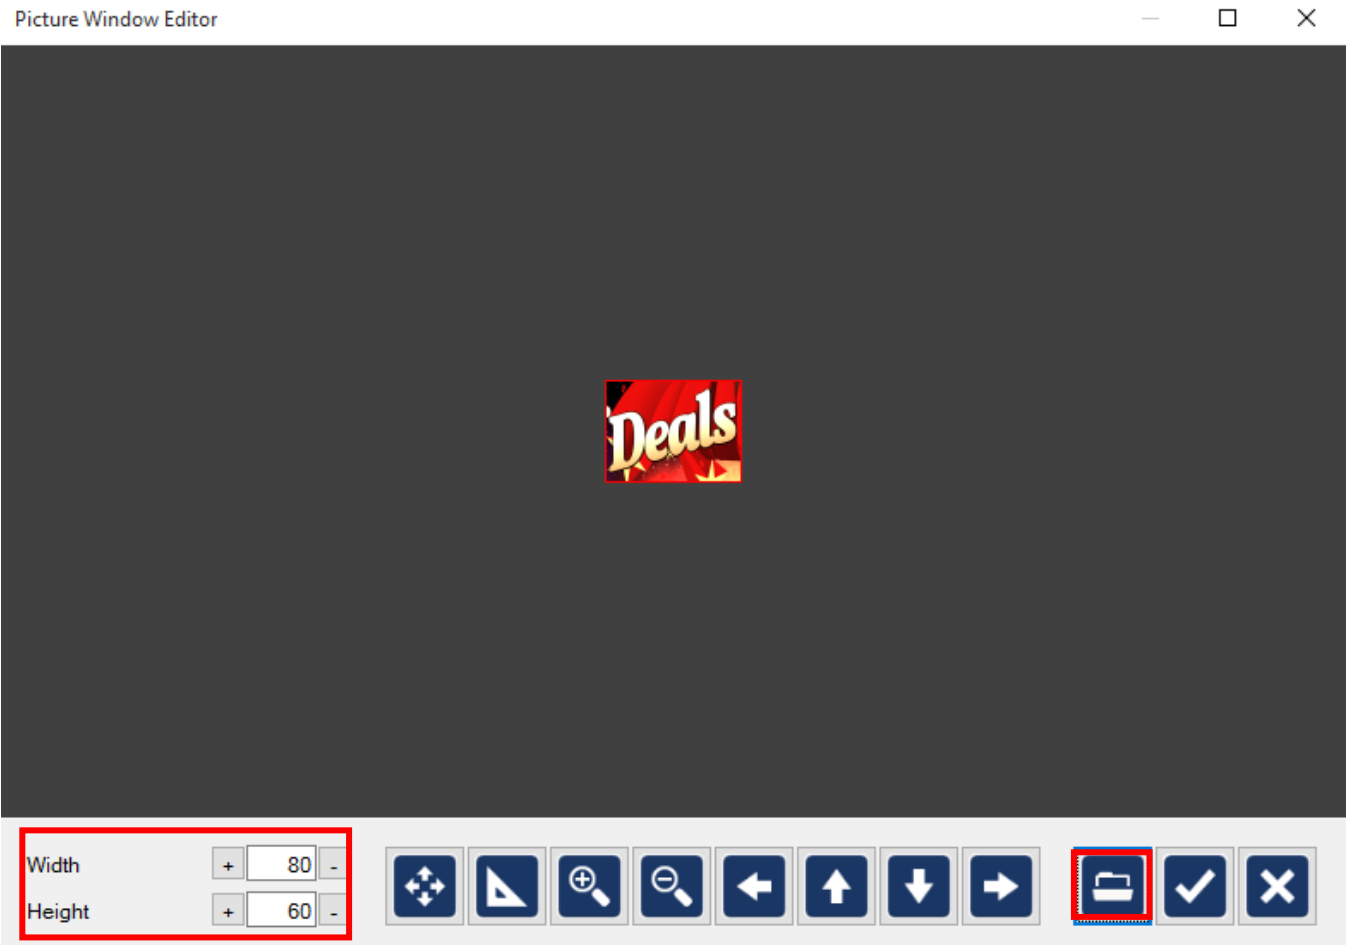 Picture Window Editor
Deals
Width + 80 -
Height + 60 -